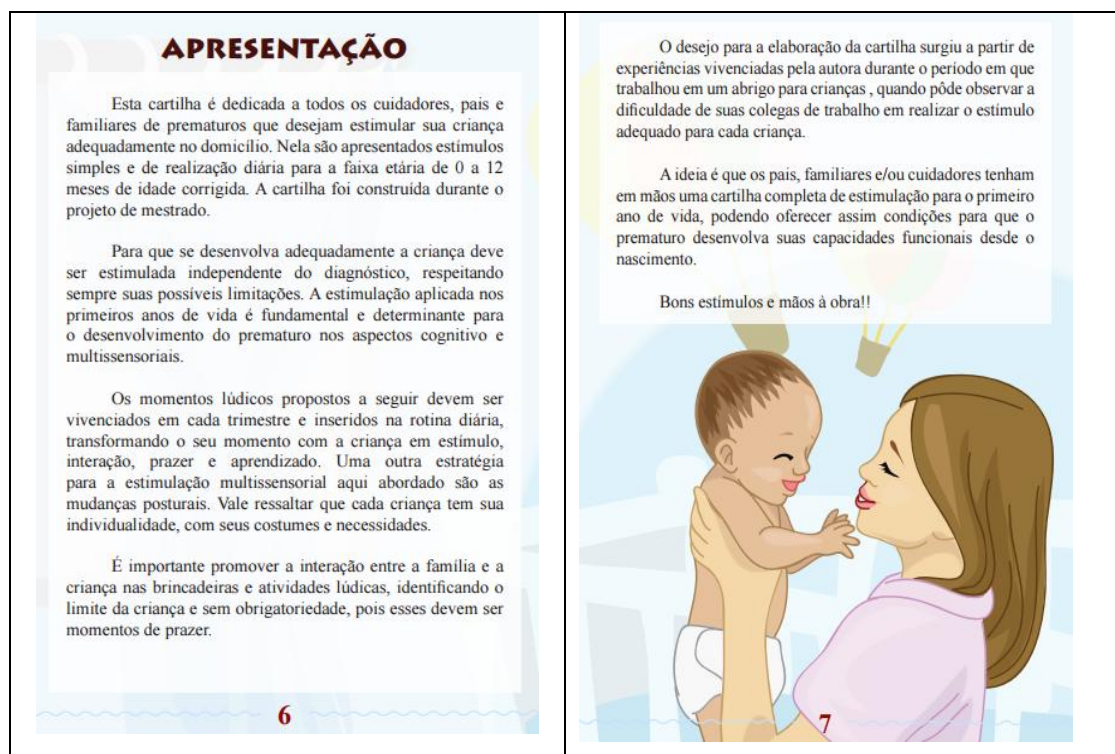 APRESENTAÇÃO
Esta cartilha é dedicada a todos os cuidadores, pais e
familiares de prematuros que desejam estimular sua criança
adequadamente no domicílio. Nela são apresentados estímulos
simples e de realização diária para a faixa etária de 0 a 12
meses de idade corrigida. A cartilha foi construída durante o
projeto de mestrado.
Para que se desenvolva adequadamente a criança deve
ser estimulada independente do diagnóstico, respeitando
sempre suas possíveis limitações. A estimulação aplicada nos
primeiros anos de vida é fundamental e determinante para
o desenvolvimento do prematuro nos aspectos cognitivo e
multissensoriais.
Os momentos lúdicos propostos a seguir devem ser
vivenciados em cada trimestre e inseridos na rotina diária,
transformando o seu momento com a criança em estímulo,
interação, prazer e aprendizado. Uma outra estratégia
para a estimulação multissensorial aqui abordado são as
mudanças posturais. Vale ressaltar que cada criança tem sua
individualidade, com seus costumes e necessidades.
É importante promover a interação entre a família e a
criança nas brincadeiras e atividades lúdicas, identificando o
limite da criança e sem obrigatoriedade, pois esses devem ser
momentos de prazer.
6
O desejo para a elaboração da cartilha surgiu a partir de
experiências vivenciadas pela autora durante o período em que
trabalhou em um abrigo para crianças , quando pôde observar a
dificuldade de suas colegas de trabalho em realizar o estímulo
adequado para cada criança.
A ideia é que os pais, familiares e/ou cuidadores tenham
em mãos uma cartilha completa de estimulação para o primeiro
ano de vida, podendo oferecer assim condições para que o
prematuro desenvolva suas capacidades funcionais desde o
nascimento.
Bons estímulos e mãos à obra!!
7